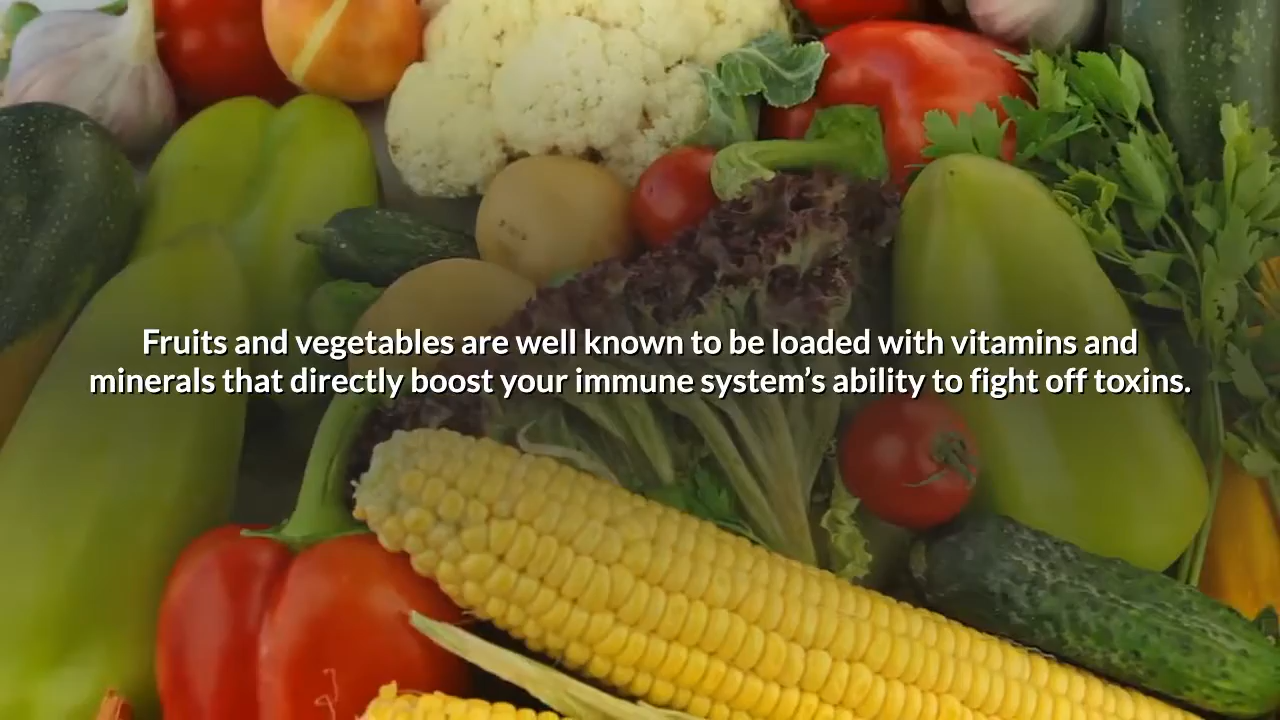 Fruits and vegetables are well known to be loaded with vitamins and
minerals that directly boost your immune system’s ability to fight off toxins.